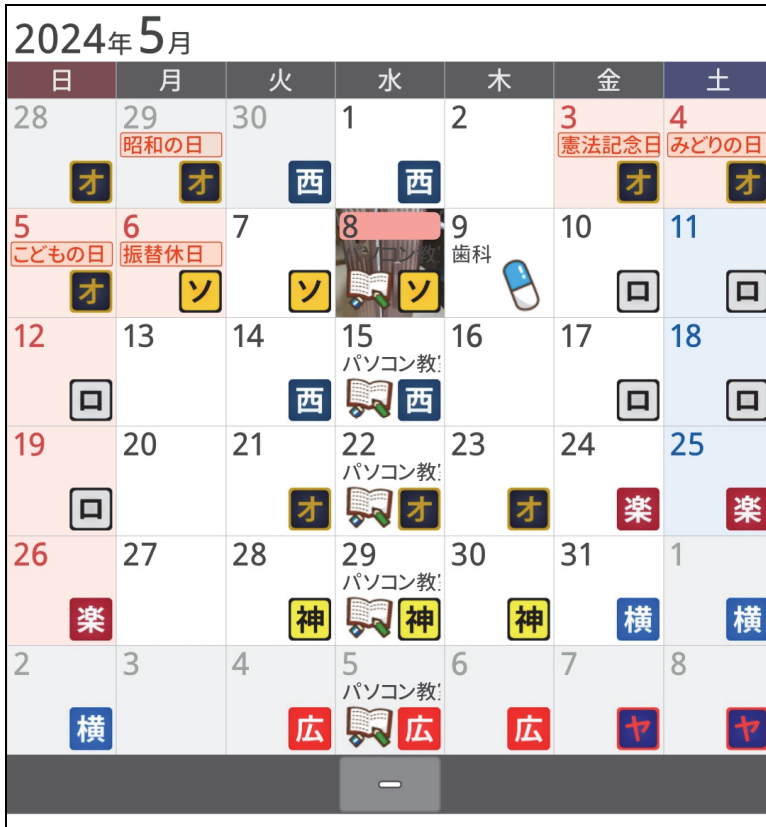 2024年5月
日 月 火 水 木 金 土
28 29 30 1 2 3 4
昭和の日 憲法記念日 みどりの日
オ オ 西 西 オ オ
5 6 7 8 9 10 11
こどもの日 振替休日 パソコン教 歯科
オ ソ ソ ソ ロ ロ
12 13 14 15 16 17 18
パソコン教
ロ 西 西 ロ ロ
19 20 21 22 23 24 25
パソコン教
ロ オ オ オ 楽 楽
26 27 28 29 30 31 1
パソコン教
楽 神 神 神 横 横
2 3 4 5 6 7 8
パソコン教
横 広 広 広 ヤ ヤ